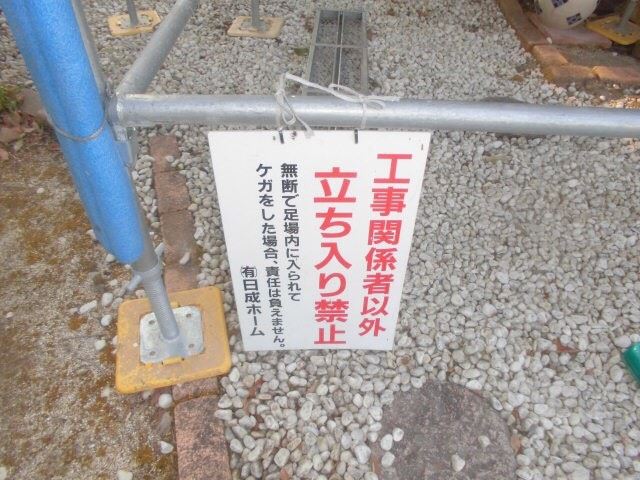 工事関係者以外
立ち入り禁止
無断で足場内に入られて
ケガをした場合、責任は負えません。
㈲日成ホーム